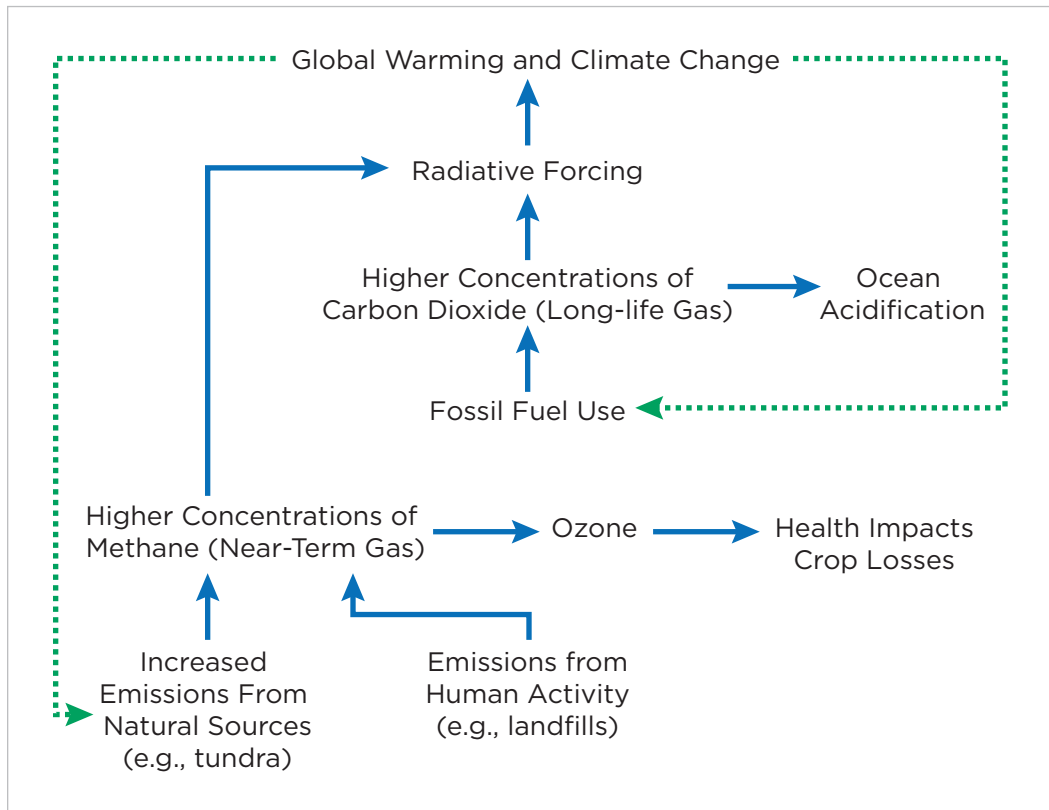 Global Warming and Climate Change
Radiative Forcing
Higher Concentrations of
Carbon Dioxide (Long-life Gas)
Ocean
Acidification
Fossil Fuel Use
Higher Concentrations of
Methane (Near-Term Gas)
Ozone
Health Impacts
Crop Losses
Increased
Emissions From
Natural Sources
(e.g., tundra)
Emissions from
Human Activity
(e.g., landfills)